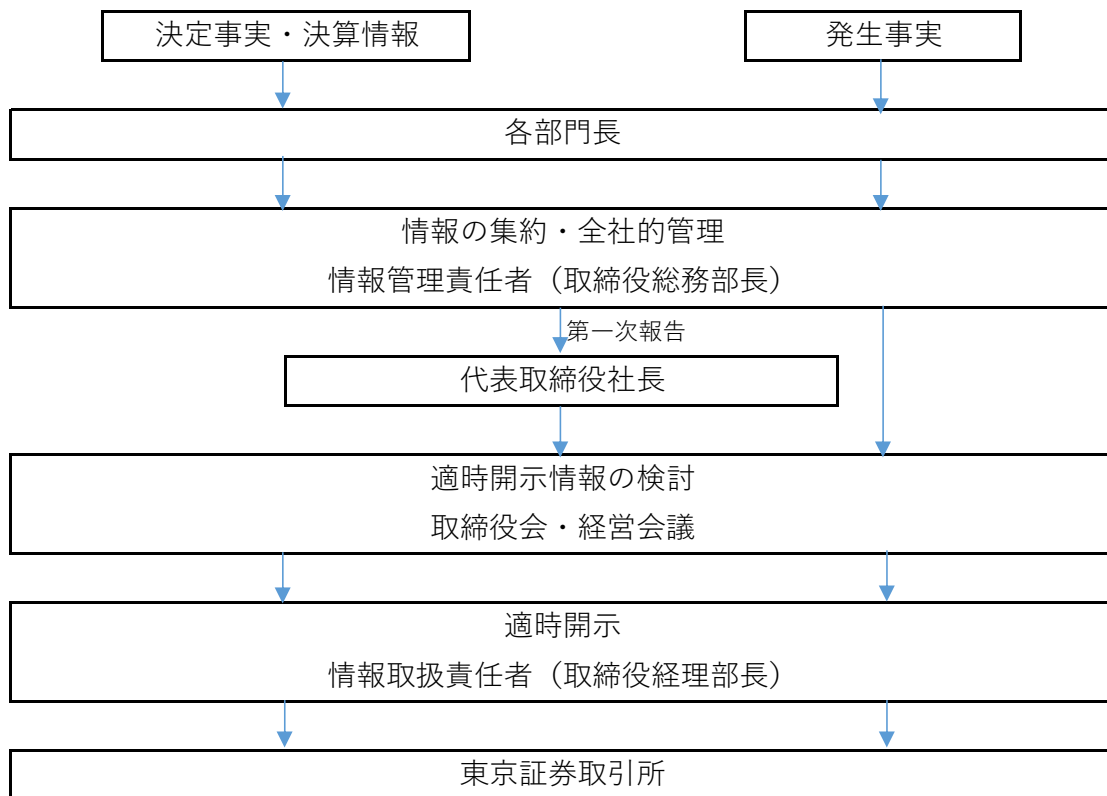 決定事実・決算情報
発生事実
各部門長
情報の集約・全社的管理
情報管理責任者（取締役総務部長）
第一次報告
代表取締役社長
適時開示情報の検討
取締役会・経営会議
適時開示
情報取扱責任者（取締役経理部長）
東京証券取引所